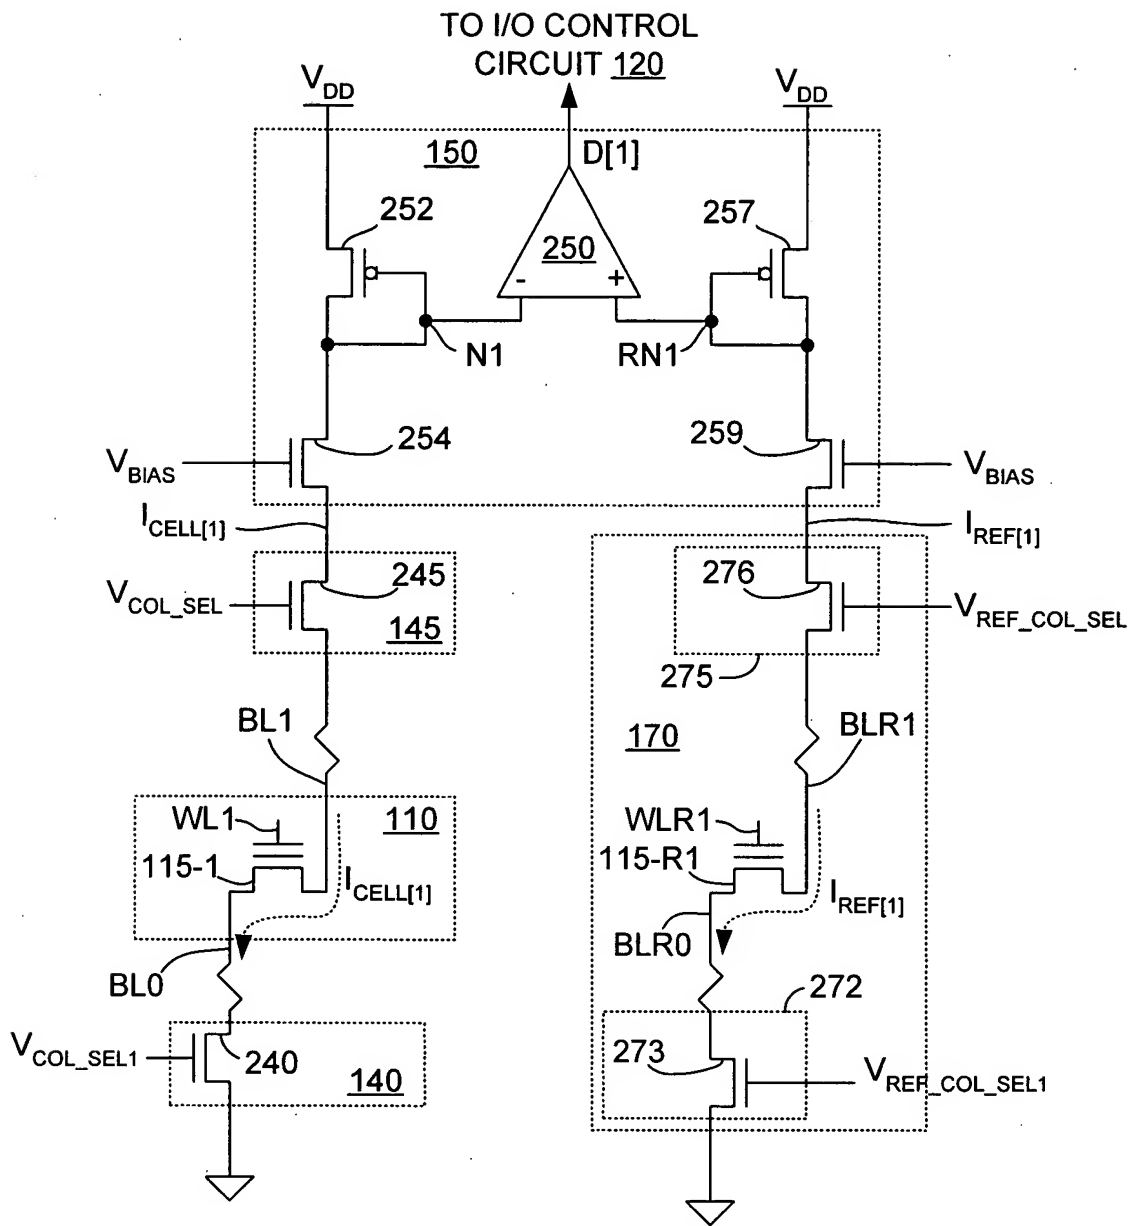 TO I/O CONTROL
CIRCUIT 120
VDD
VDD
150
D[1]
252
257
250
-
+
N1
RN1
254
259
VBIAS
VBIAS
ICELL[1]
IREF[1]
245
276
VCOL_SEL
VREF_COL_SEL
145
275
BL1
170
BLR1
WL1
110
WLR1
115-1
115-R1
ICELL[1]
IREF[1]
BLR0
BL0
272
VCOL_SEL1
240
273
140
VREF_COL_SEL1